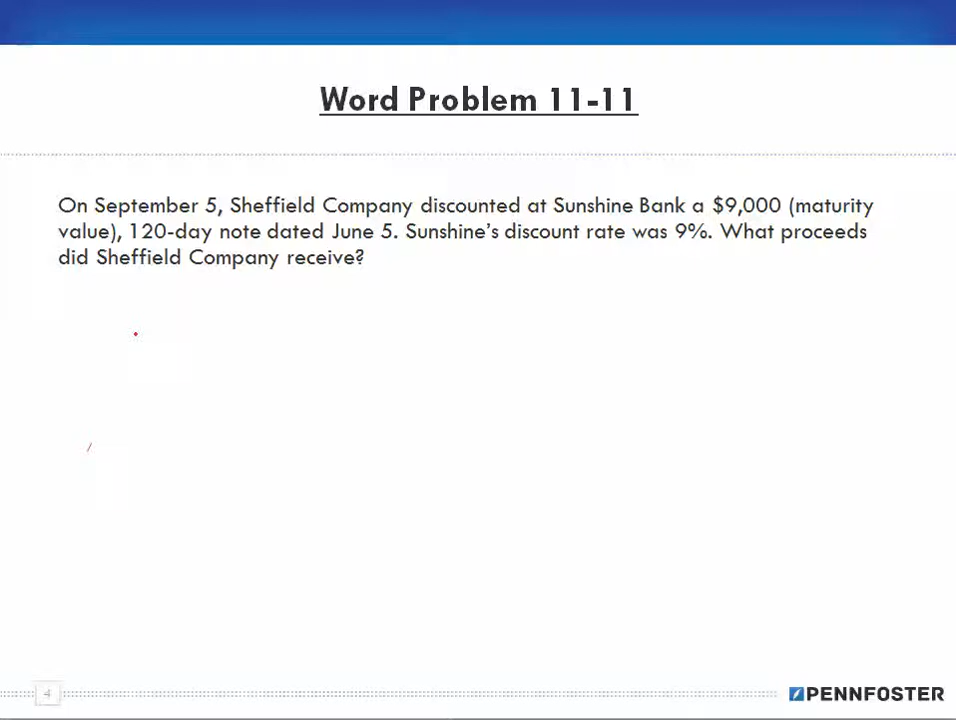 Word Problem 11-11
On September 5, Sheffield Company discounted at Sunshine Bank a $9,000 (maturity
value), 120-day note dated June 5. Sunshine’s discount rate was 9%. What proceeds
did Sheffield Company receive?
4
PENNFOSTER